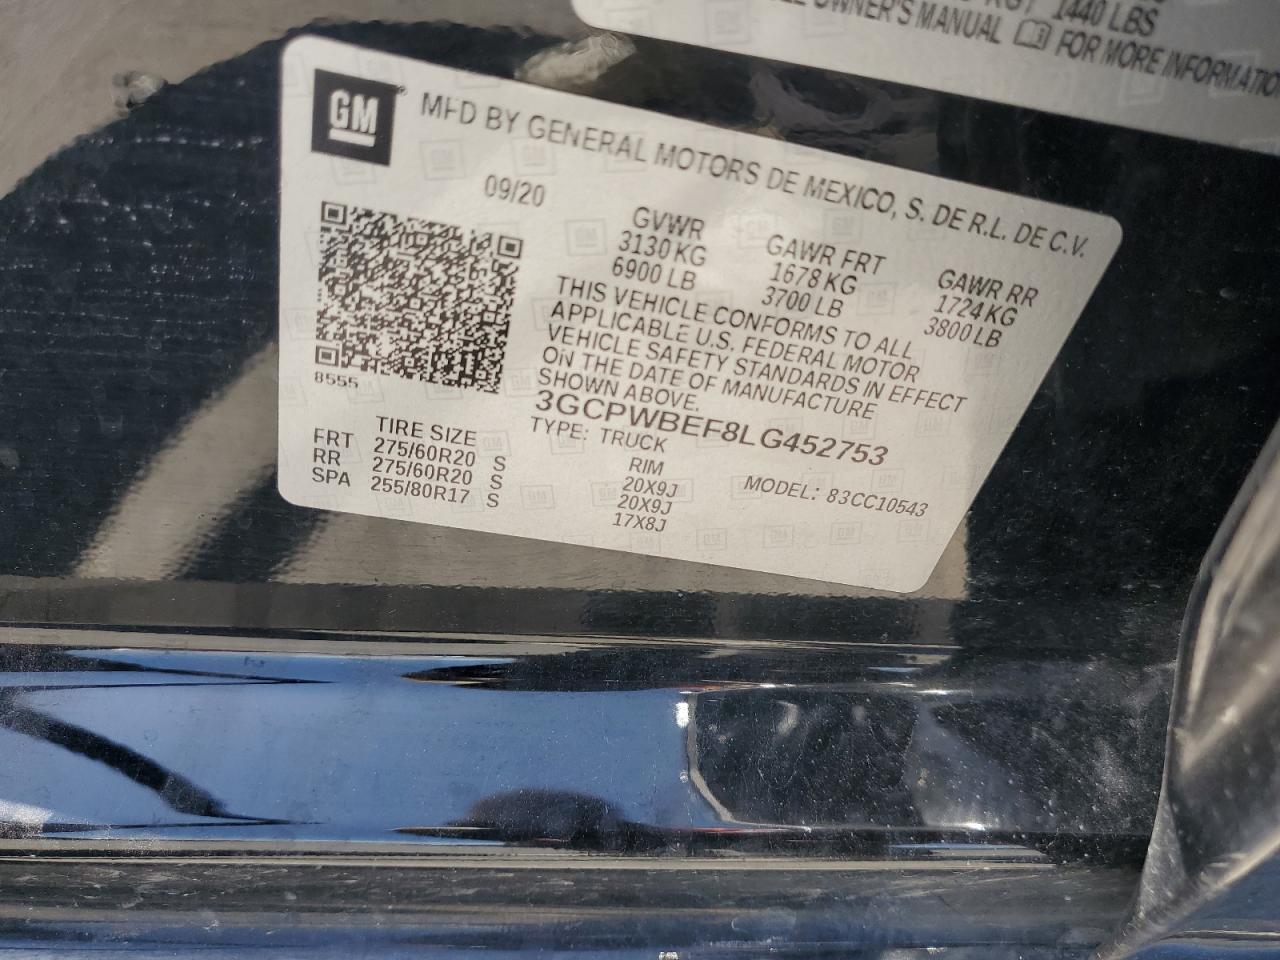 1440 LBS
OWNER'S MANUAL FOR MORE INFORMATIO
GM
MFD BY GENERAL MOTORS DE MEXICO, S. DE R.L. DE C.V.
09/20
GVWR GAWR FRT GAWR RR
3130 KG 1678 KG 1724 KG
6900 LB 3700 LB 3800 LB
THIS VEHICLE CONFORMS TO ALL
APPLICABLE U.S. FEDERAL MOTOR
VEHICLE SAFETY STANDARDS IN EFFECT
ON THE DATE OF MANUFACTURE
SHOWN ABOVE.
3GCPWBEF8LG452753
8555
TYPE: TRUCK
MODEL: 83CC10543
TIRE SIZE RIM
FRT 275/60R20 S 20X9J
RR 275/60R20 S 20X9J
SPA 255/80R17 S 17X8J